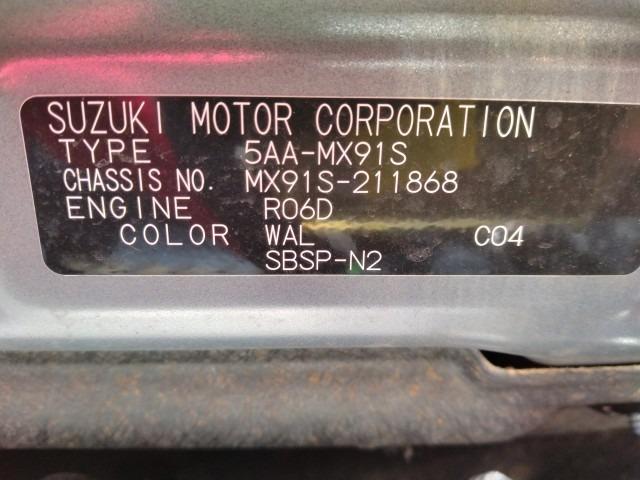 SUZUKI MOTOR CORPORATION
TYPE 5AA-MX91S
CHASSIS NO. MX91S-211868
ENGINE R06D
COLOR WAL C04
SBSP-N2